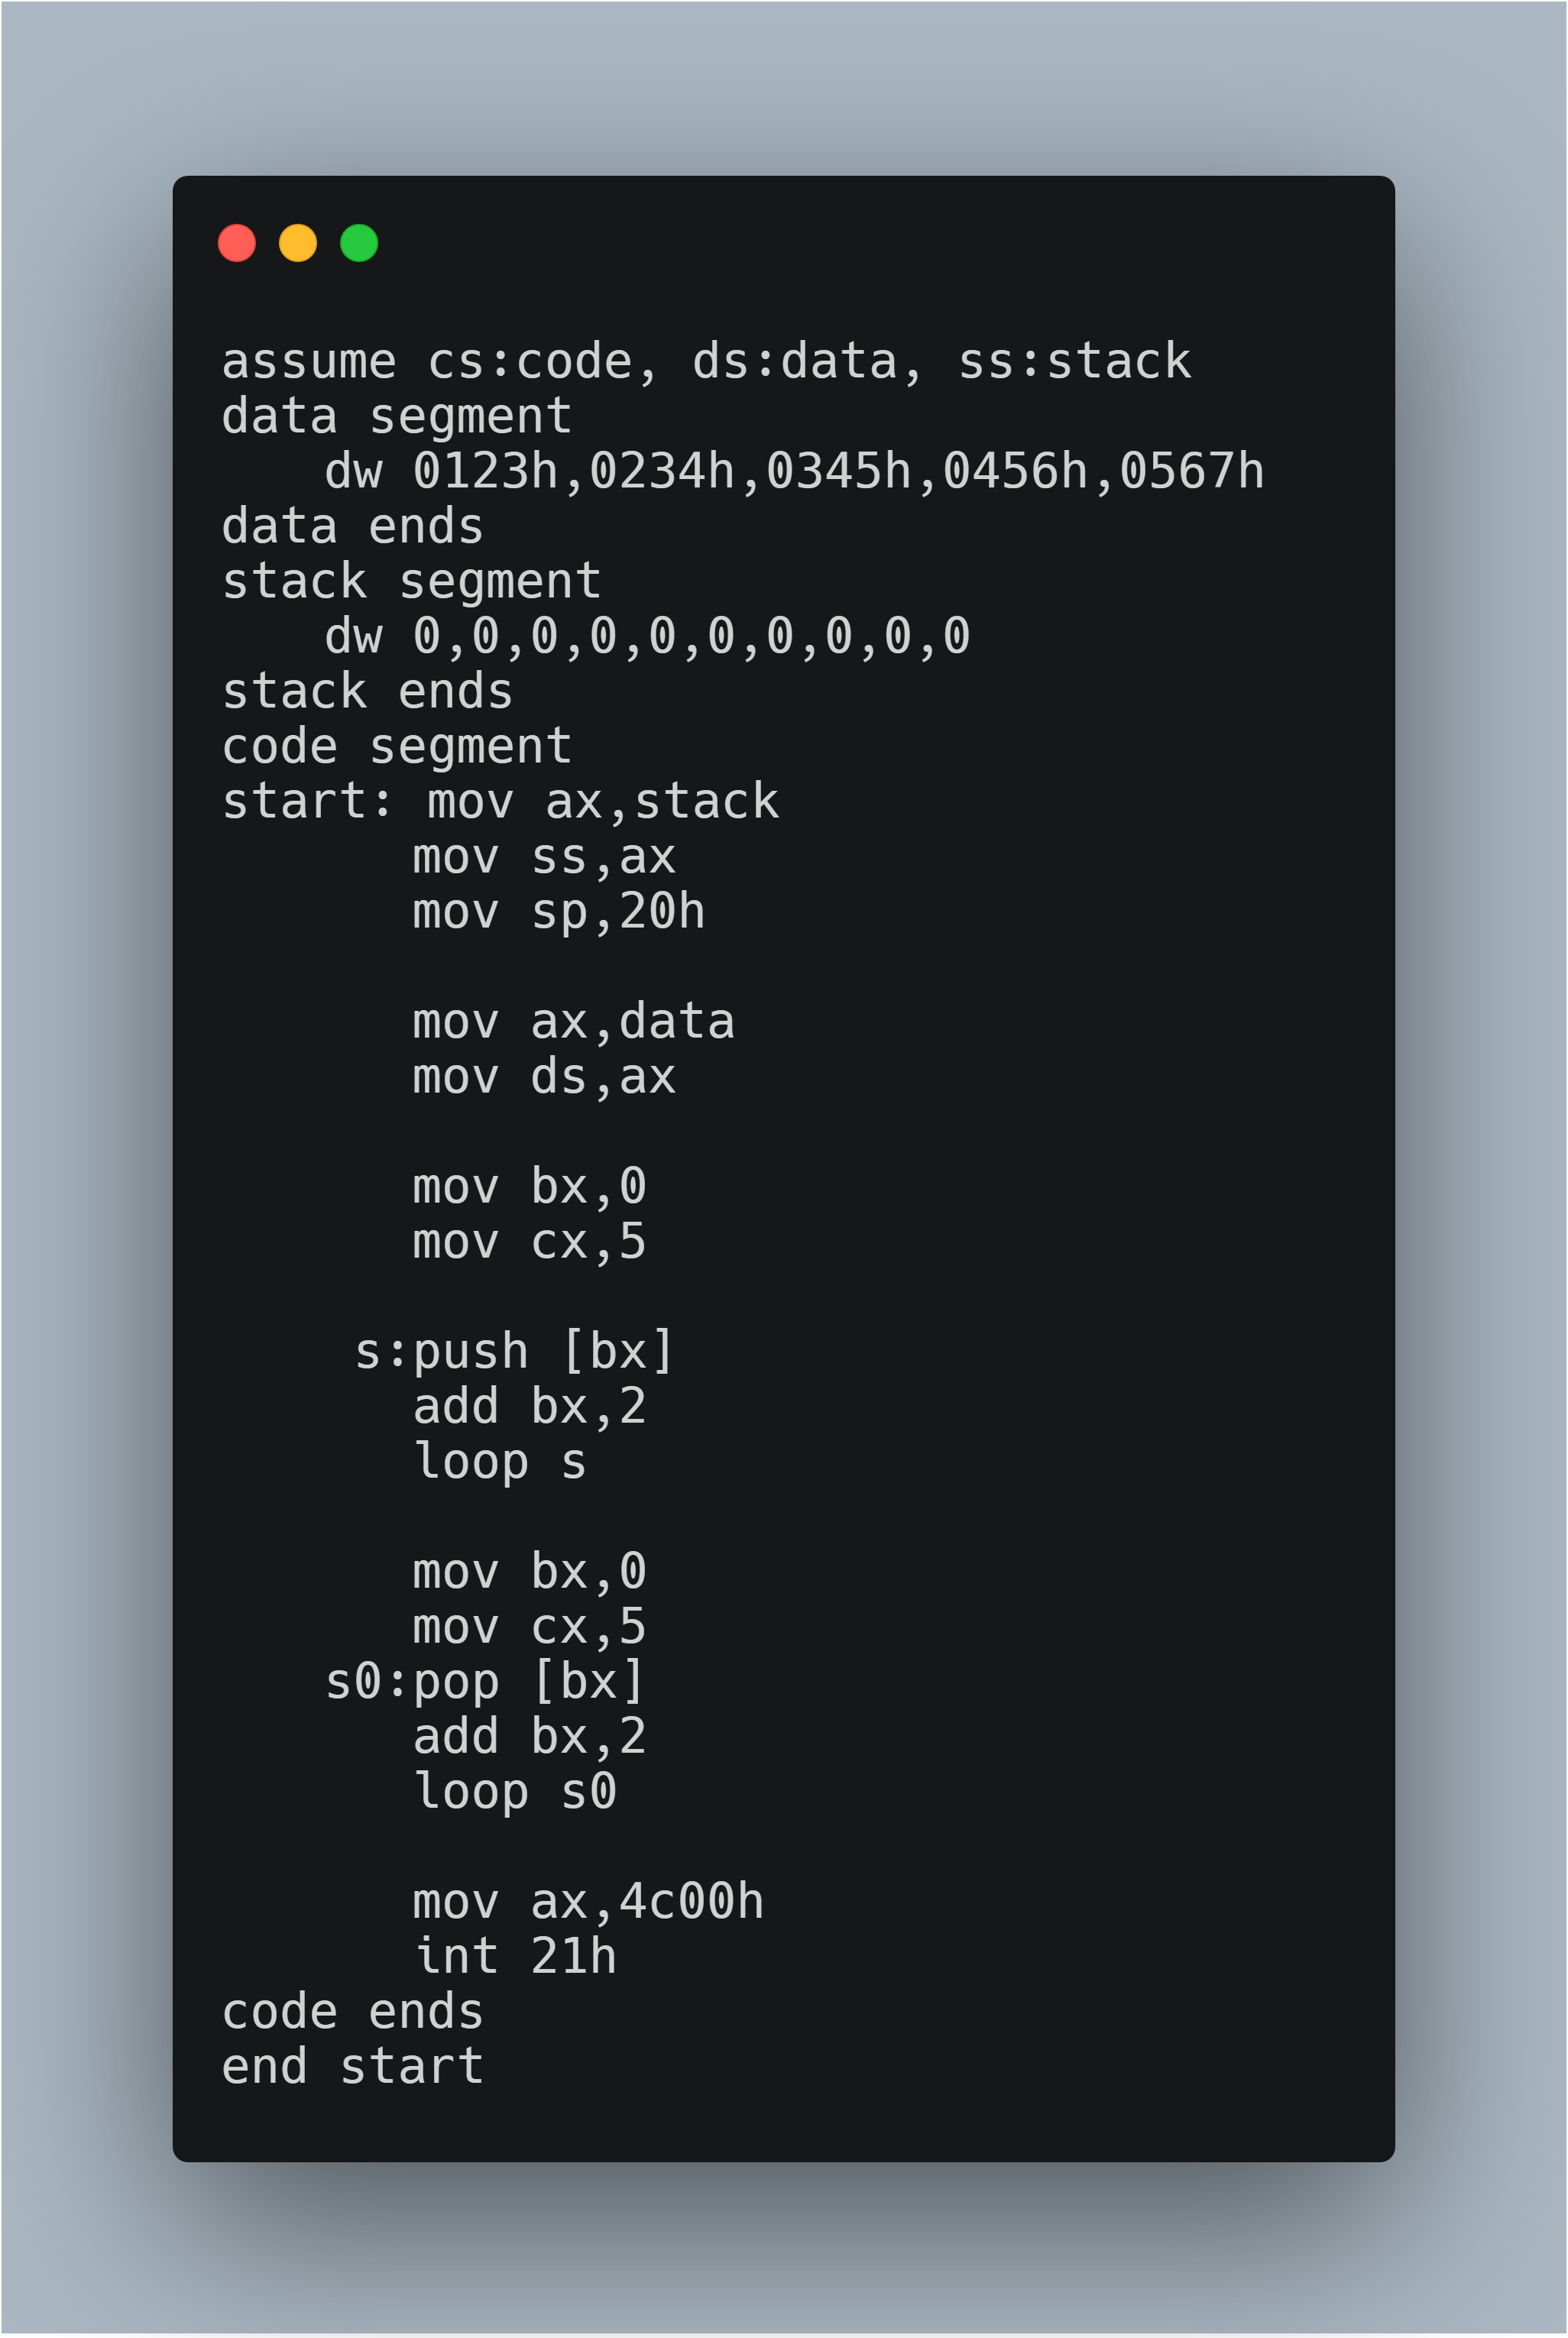 assume cs:code, ds:data, ss:stack
data segment
    dw 0123h,0234h,0345h,0456h,0567h
data ends
stack segment
    dw 0,0,0,0,0,0,0,0,0,0
stack ends
code segment
start: mov ax,stack
       mov ss,ax
       mov sp,20h

       mov ax,data
       mov ds,ax

       mov bx,0
       mov cx,5

     s:push [bx]
       add bx,2
       loop s

       mov bx,0
       mov cx,5
    s0:pop [bx]
       add bx,2
       loop s0

       mov ax,4c00h
       int 21h
code ends
end start